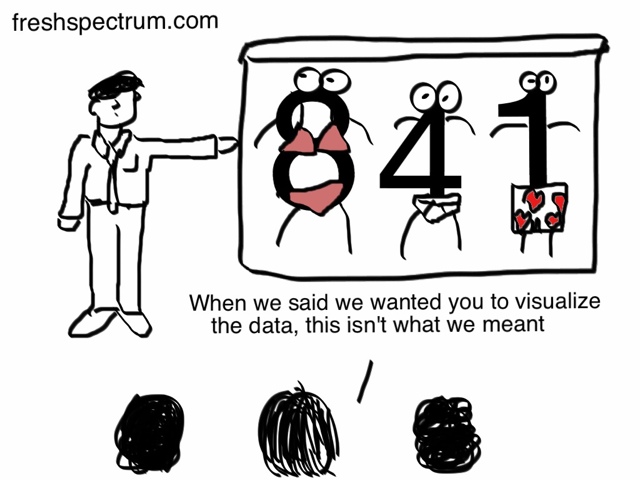 freshspectrum.com
841
When we said we wanted you to visualize
the data, this isn't what we meant